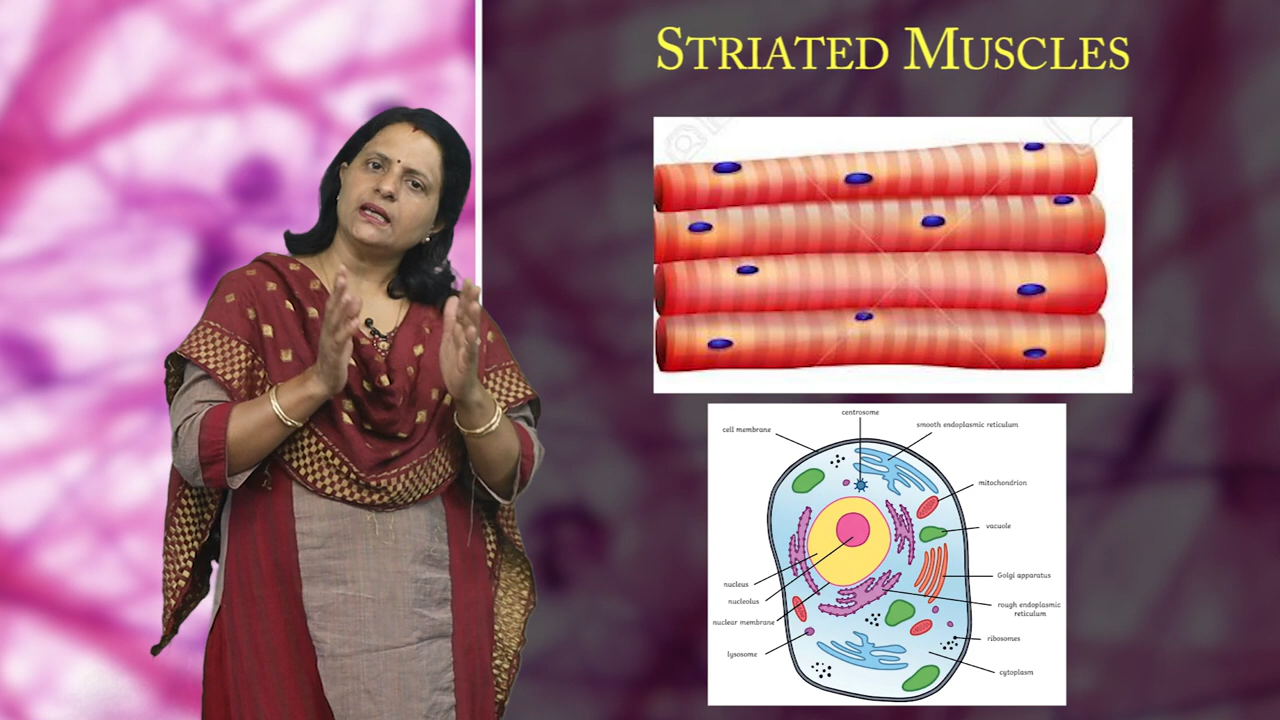 STRIATED MUSCLES
centrosome
cell membrane
smooth endoplasmic reticulum
mitochondrion
vacuole
Golgi apparatus
nucleus
nucleolus
rough endoplasmic
reticulum
nuclear membrane
ribosomes
lysosome
cytoplasm